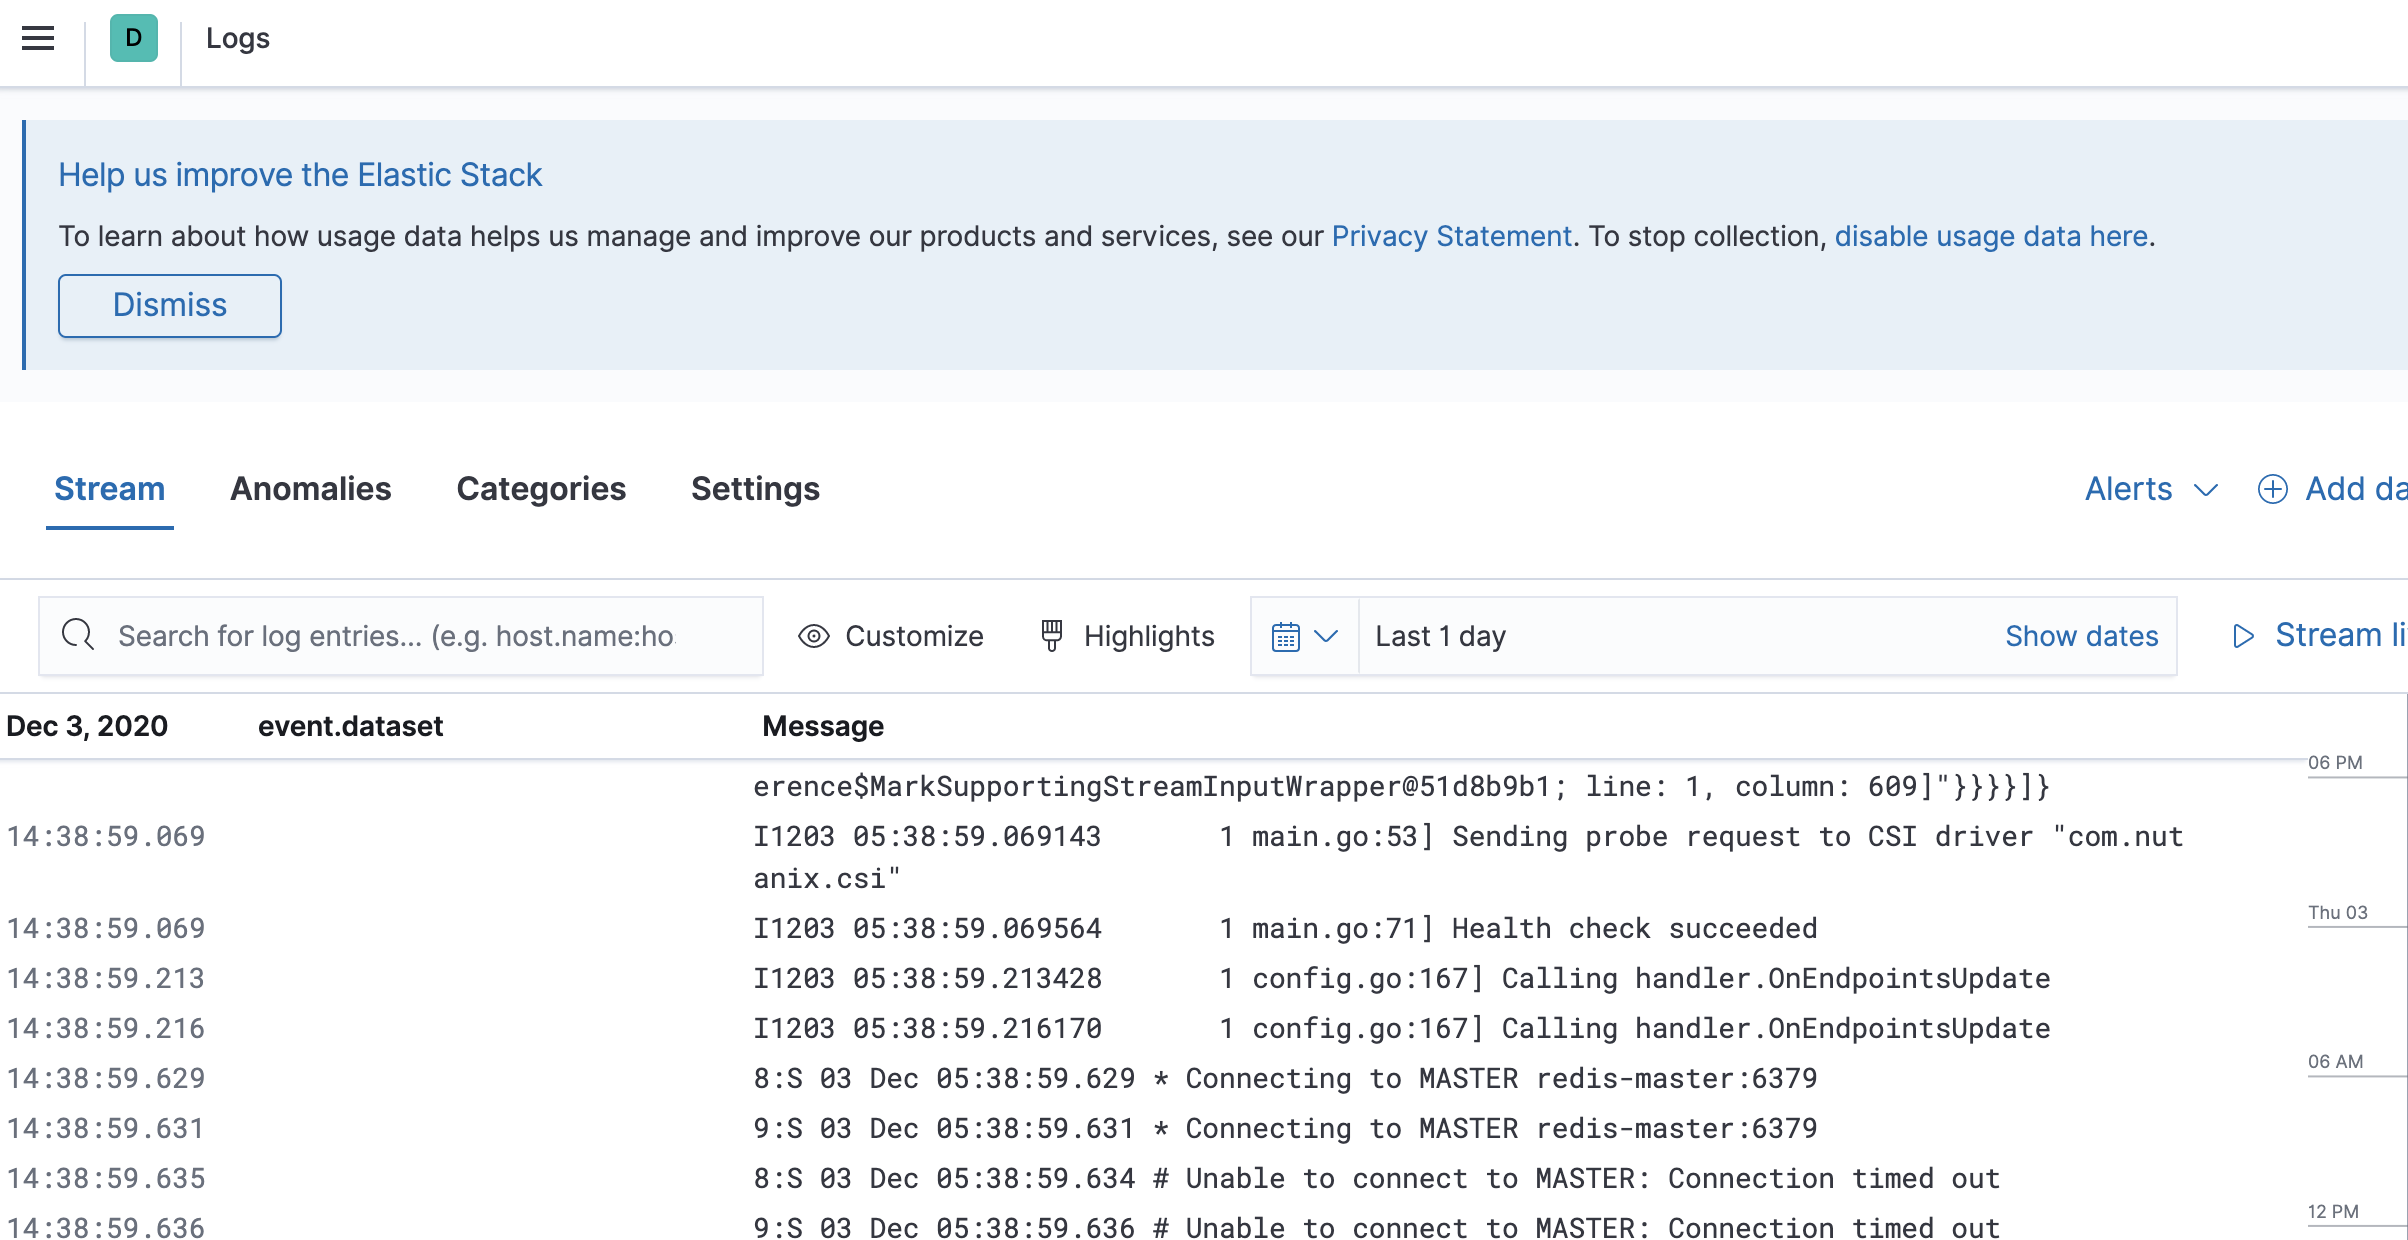 D Logs
Help us improve the Elastic Stack
To learn about how usage data helps us manage and improve our products and services, see our Privacy Statement. To stop collection, disable usage data here.
Dismiss
Stream Anomalies Categories Settings Alerts Add da
Search for log entries... (e.g. host.name:ho Customize Highlights Last 1 day Show dates Stream li
Dec 3, 2020 event.dataset Message
06 PM
erence$MarkSupportingStreamInputWrapper@51d8b9b1; line: 1, column: 609]"}}}}]}
14:38:59.069 I1203 05:38:59.069143 1 main.go:53] Sending probe request to CSI driver "com.nut
anix.csi"
Thu 03
14:38:59.069 I1203 05:38:59.069564 1 main.go:71] Health check succeeded
14:38:59.213 I1203 05:38:59.213428 1 config.go:167] Calling handler.OnEndpointsUpdate
14:38:59.216 I1203 05:38:59.216170 1 config.go:167] Calling handler.OnEndpointsUpdate
06 AM
14:38:59.629 8:S 03 Dec 05:38:59.629 * Connecting to MASTER redis-master:6379
14:38:59.631 9:S 03 Dec 05:38:59.631 * Connecting to MASTER redis-master:6379
14:38:59.635 8:S 03 Dec 05:38:59.634 # Unable to connect to MASTER: Connection timed out
12 PM
14:38:59.636 9:S 03 Dec 05:38:59.636 # Unable to connect to MASTER: Connection timed out